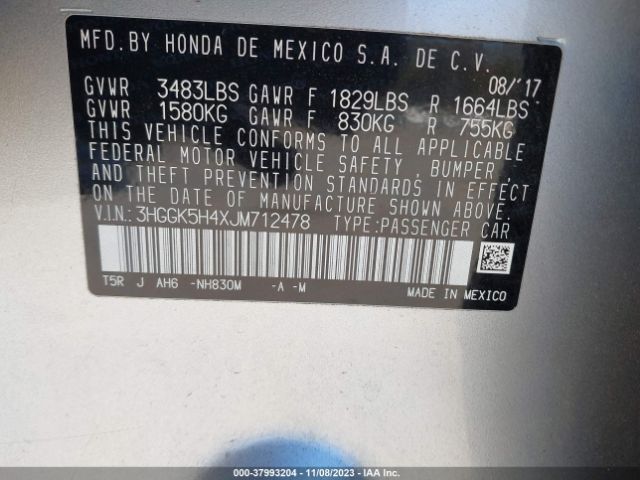 MFD.BY HONDA DE MEXICO S.A. DE C.V.
08/'17
GVWR 3483LBS GAWR F 1829LBS R 1664LBS
GVWR 1580KG GAWR F 830KG R 755KG
THIS VEHICLE CONFORMS TO ALL APPLICABLE
FEDERAL MOTOR VEHICLE SAFETY, BUMPER,
AND THEFT PREVENTION STANDARDS IN EFFECT
ON THE DATE OF MANUFACTURE SHOWN ABOVE.
V.I.N.: 3HGGK5H4XJM712478 TYPE:PASSENGER CAR
T5R J AH6 -NH830M -A -M
MADE IN MEXICO
000-37993204 - 11/08/2023 - IAA Inc.